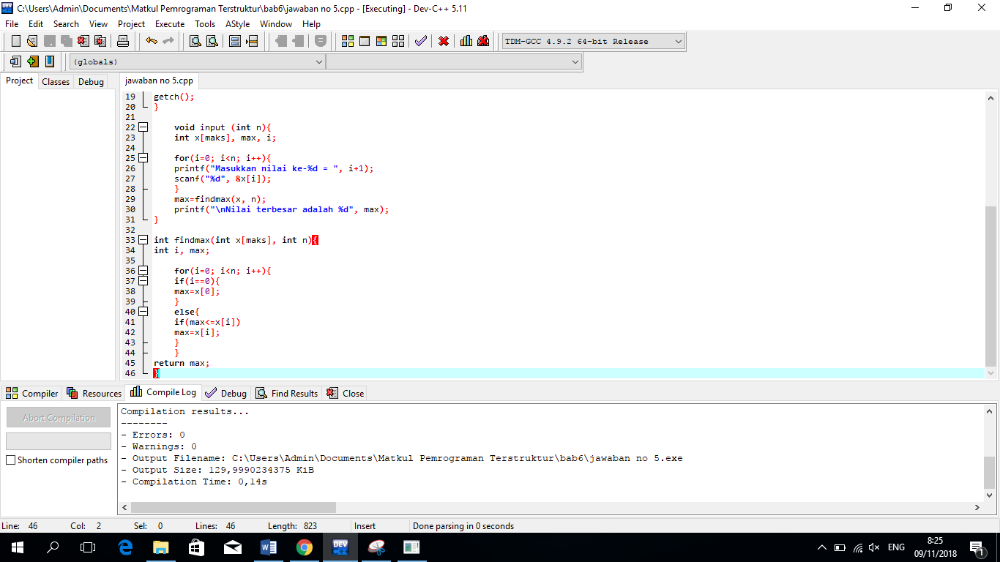 C:\Users\Admin\Documents\Matkul Pemrograman Terstruktur\bab6\jawaban no 5.cpp - [Executing] - Dev-C++ 5.11
File Edit Search View Project Execute Tools AStyle Window Help
TDM-GCC 4.9.2 64-bit Release
(globals)
Project Classes Debug
jawaban no 5.cpp
19 getch();
20 }
21
22 void input (int n){
23 int x[maks], max, i;
24
25 for(i=0; i<n; i++){
26 printf("Masukkan nilai ke-%d = ", i+1);
27 scanf("%d", &x[i]);
28 }
29 max=findmax(x, n);
30 printf("\nNilai terbesar adalah %d", max);
31 }
32
33 int findmax(int x[maks], int n){
34 int i, max;
35
36 for(i=0; i<n; i++){
37 if(i==0){
38 max=x[0];
39 }
40 else{
41 if(max<=x[i])
42 max=x[i];
43 }
44 }
45 return max;
46 }
Compiler Resources Compile Log Debug Find Results Close
Abort Compilation
Shorten compiler paths
Compilation results...
--------
- Errors: 0
- Warnings: 0
- Output Filename: C:\Users\Admin\Documents\Matkul Pemrograman Terstruktur\bab6\jawaban no 5.exe
- Output Size: 129,9990234375 KiB
- Compilation Time: 0,14s
Line: 46 Col: 2 Sel: 0 Lines: 46 Length: 823 Insert Done parsing in 0 seconds
DEV
ENG
8:25
09/11/2018
1